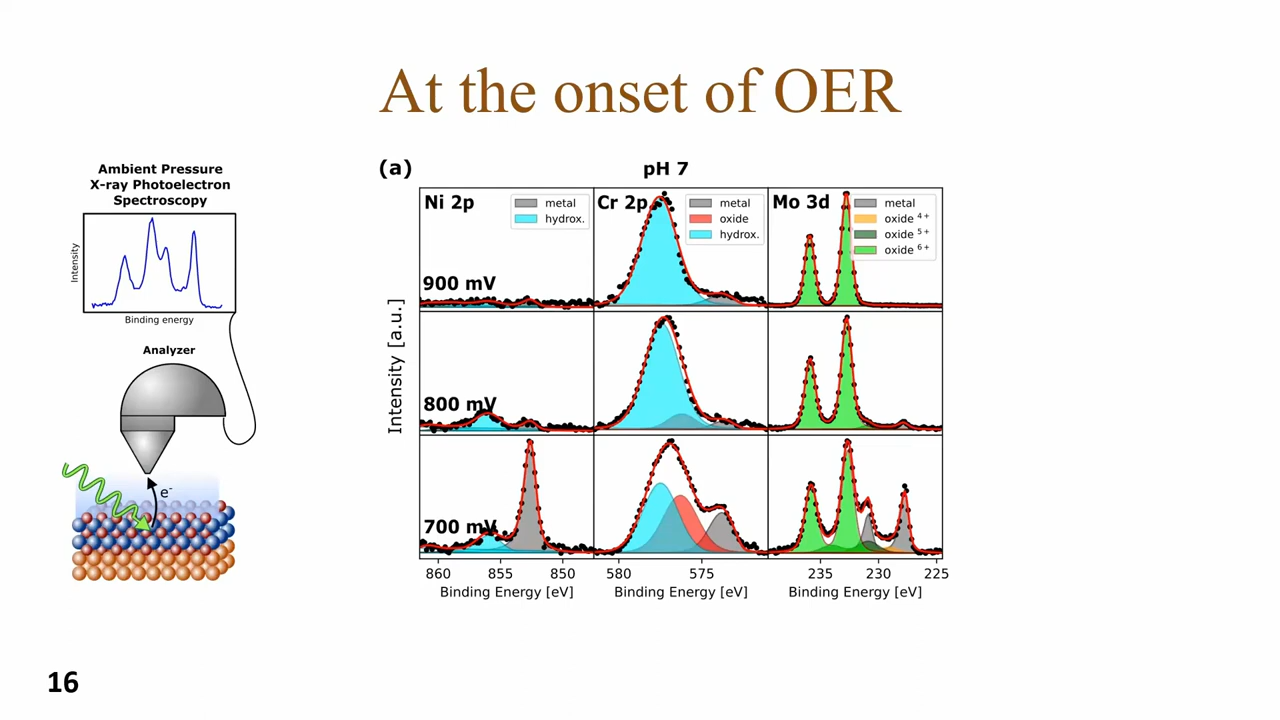 At the onset of OER
Ambient Pressure
X-ray Photoelectron
Spectroscopy
Intensity
Binding energy
Analyzer
e-
(a)
pH 7
Ni 2p
metal
hydrox.
Cr 2p
metal
oxide
hydrox.
Mo 3d
metal
oxide 4+
oxide 5+
oxide 6+
900 mV
800 mV
700 mV
Intensity [a.u.]
860 855 850
580 575
235 230 225
Binding Energy [eV]
Binding Energy [eV]
Binding Energy [eV]
16